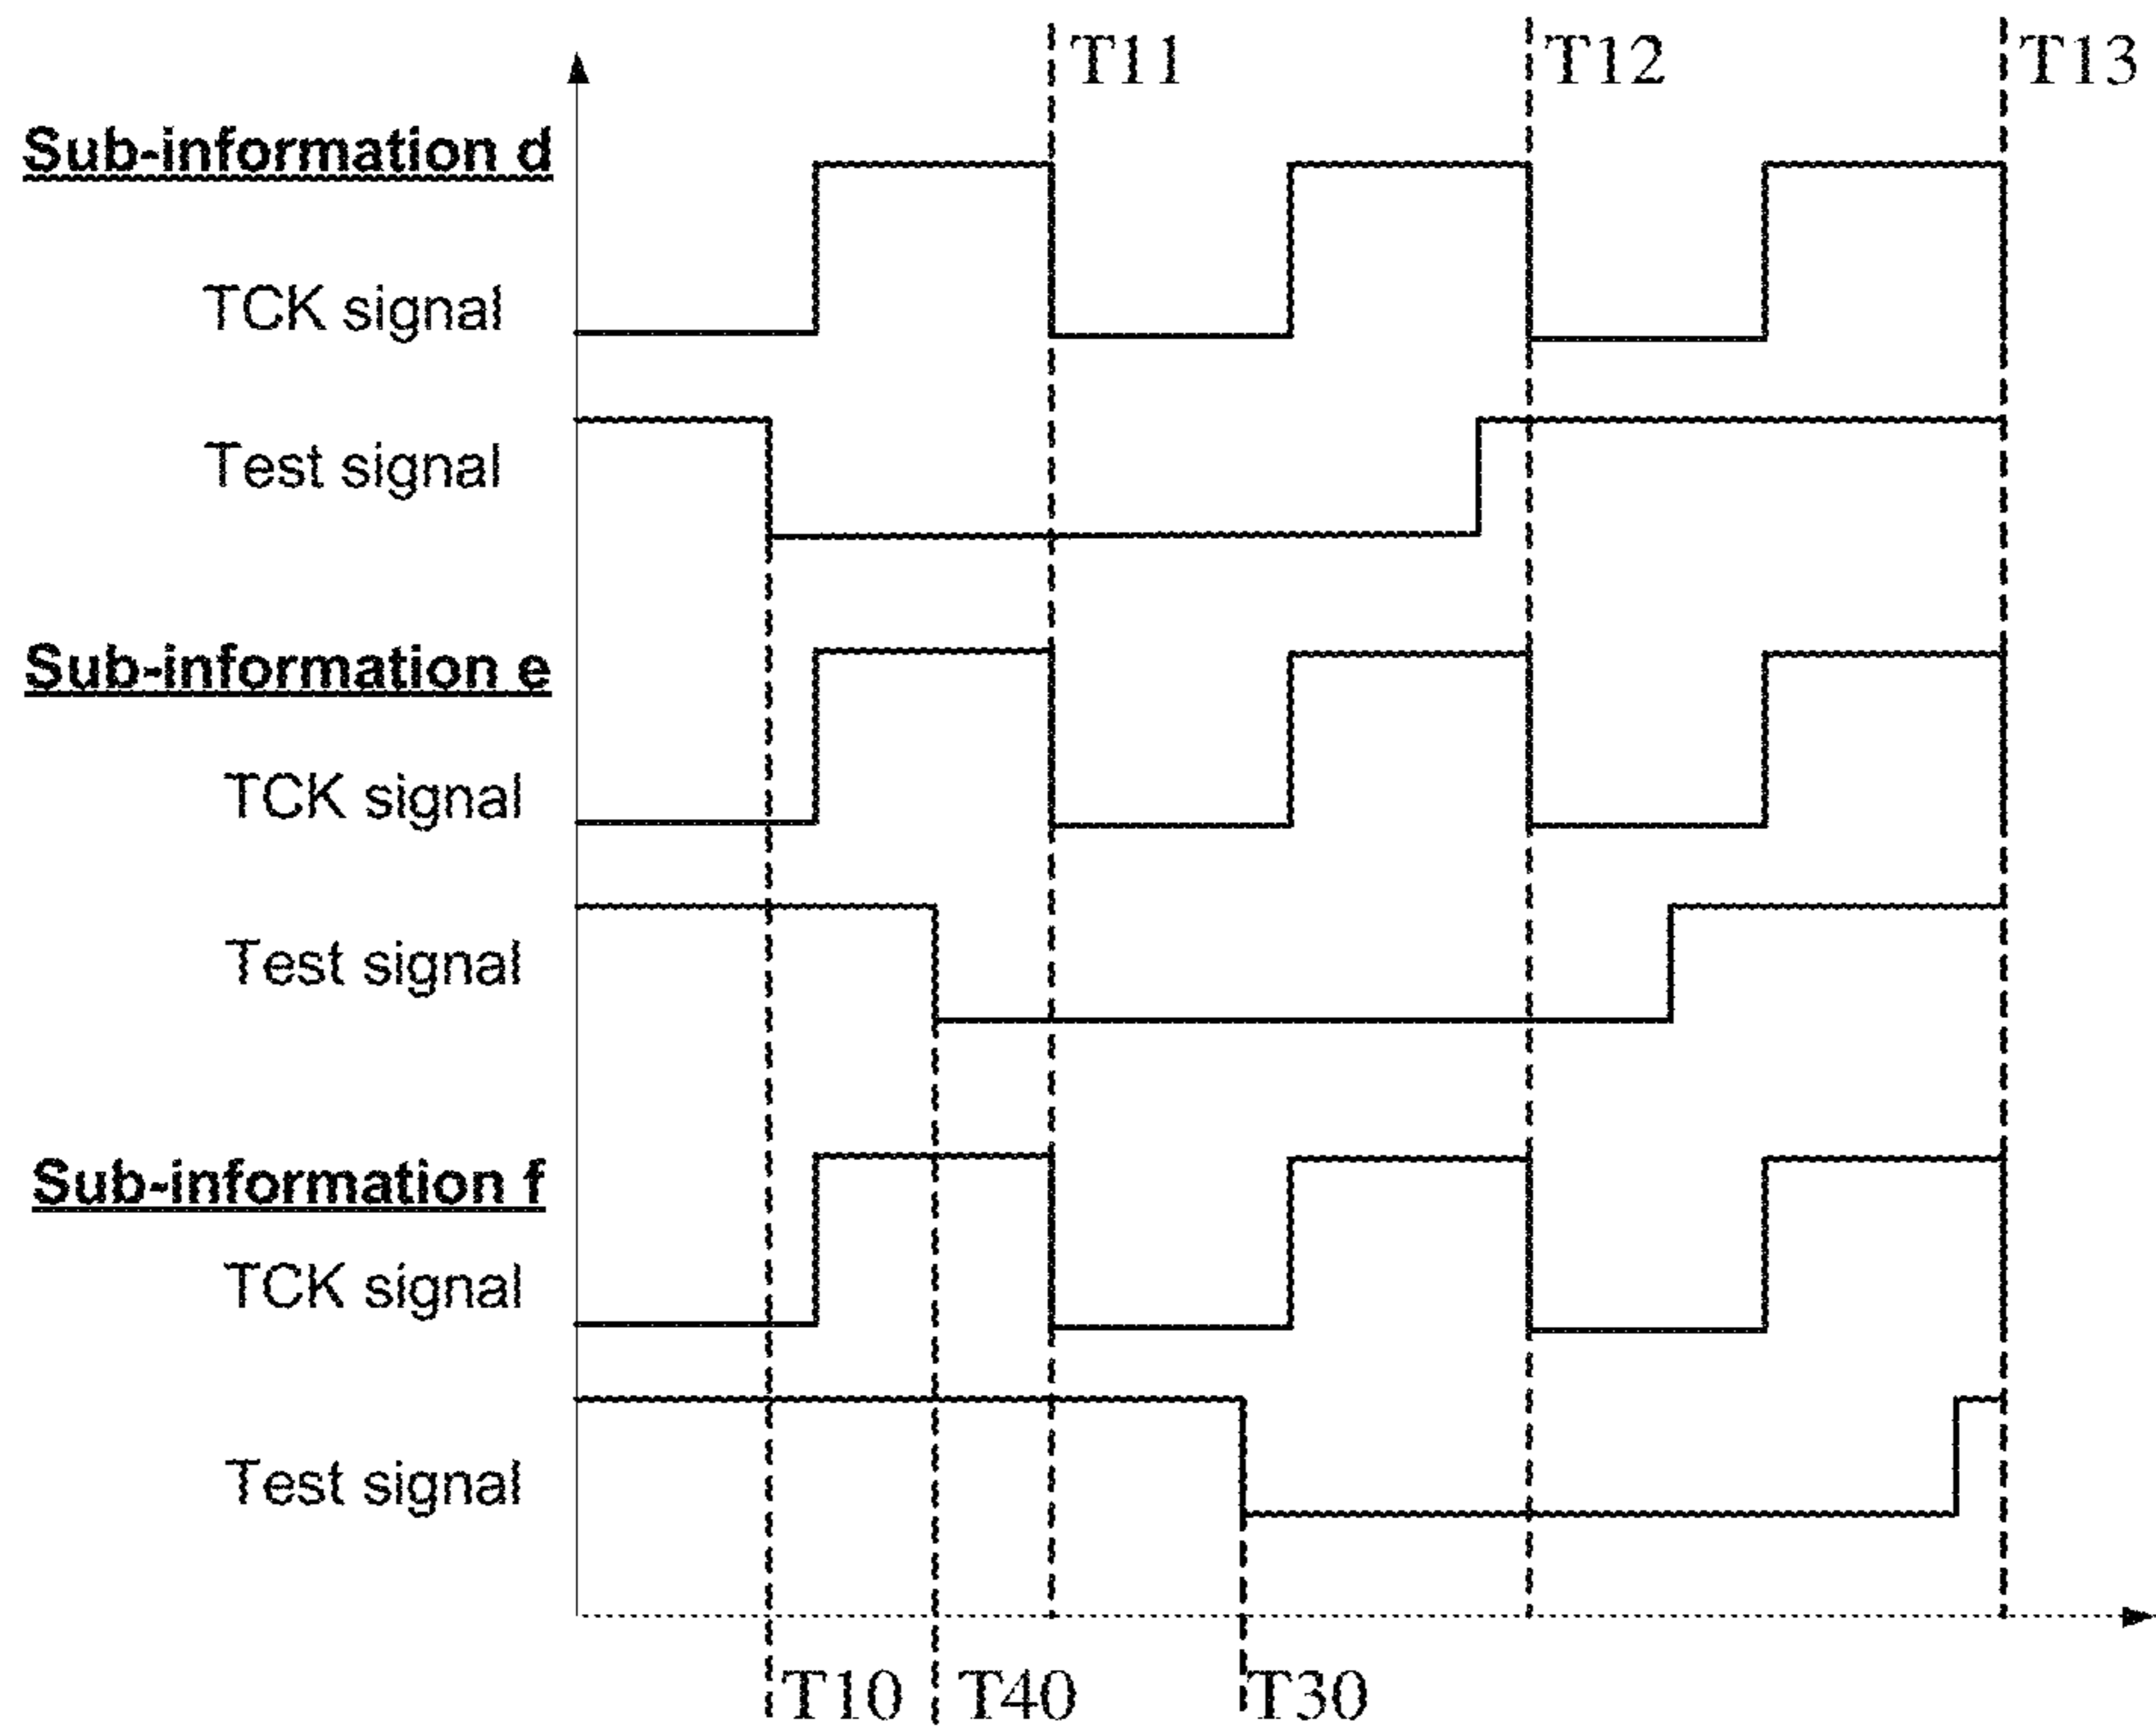 T11 T12 T13
Sub-information d
TCK signal
Test signal
Sub-information e
TCK signal
Test signal
Sub-information f
TCK signal
Test signal
T10 T40 T30